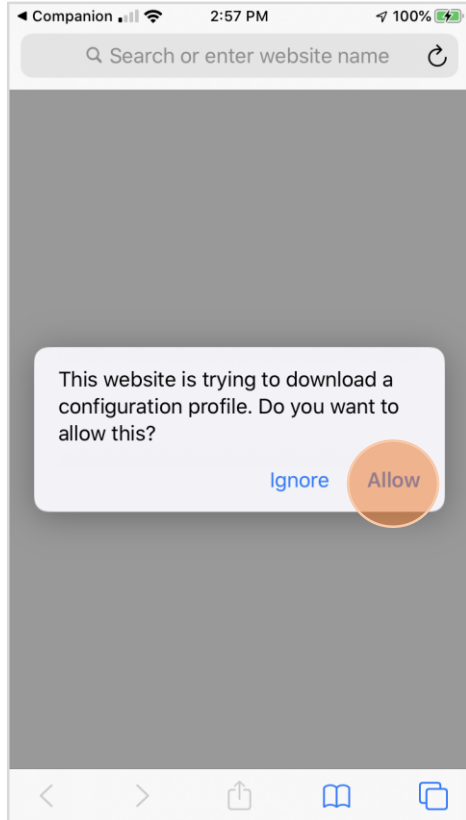 Companion 2:57 PM 100%
Search or enter website name
This website is trying to download a
configuration profile. Do you want to
allow this?
Ignore Allow